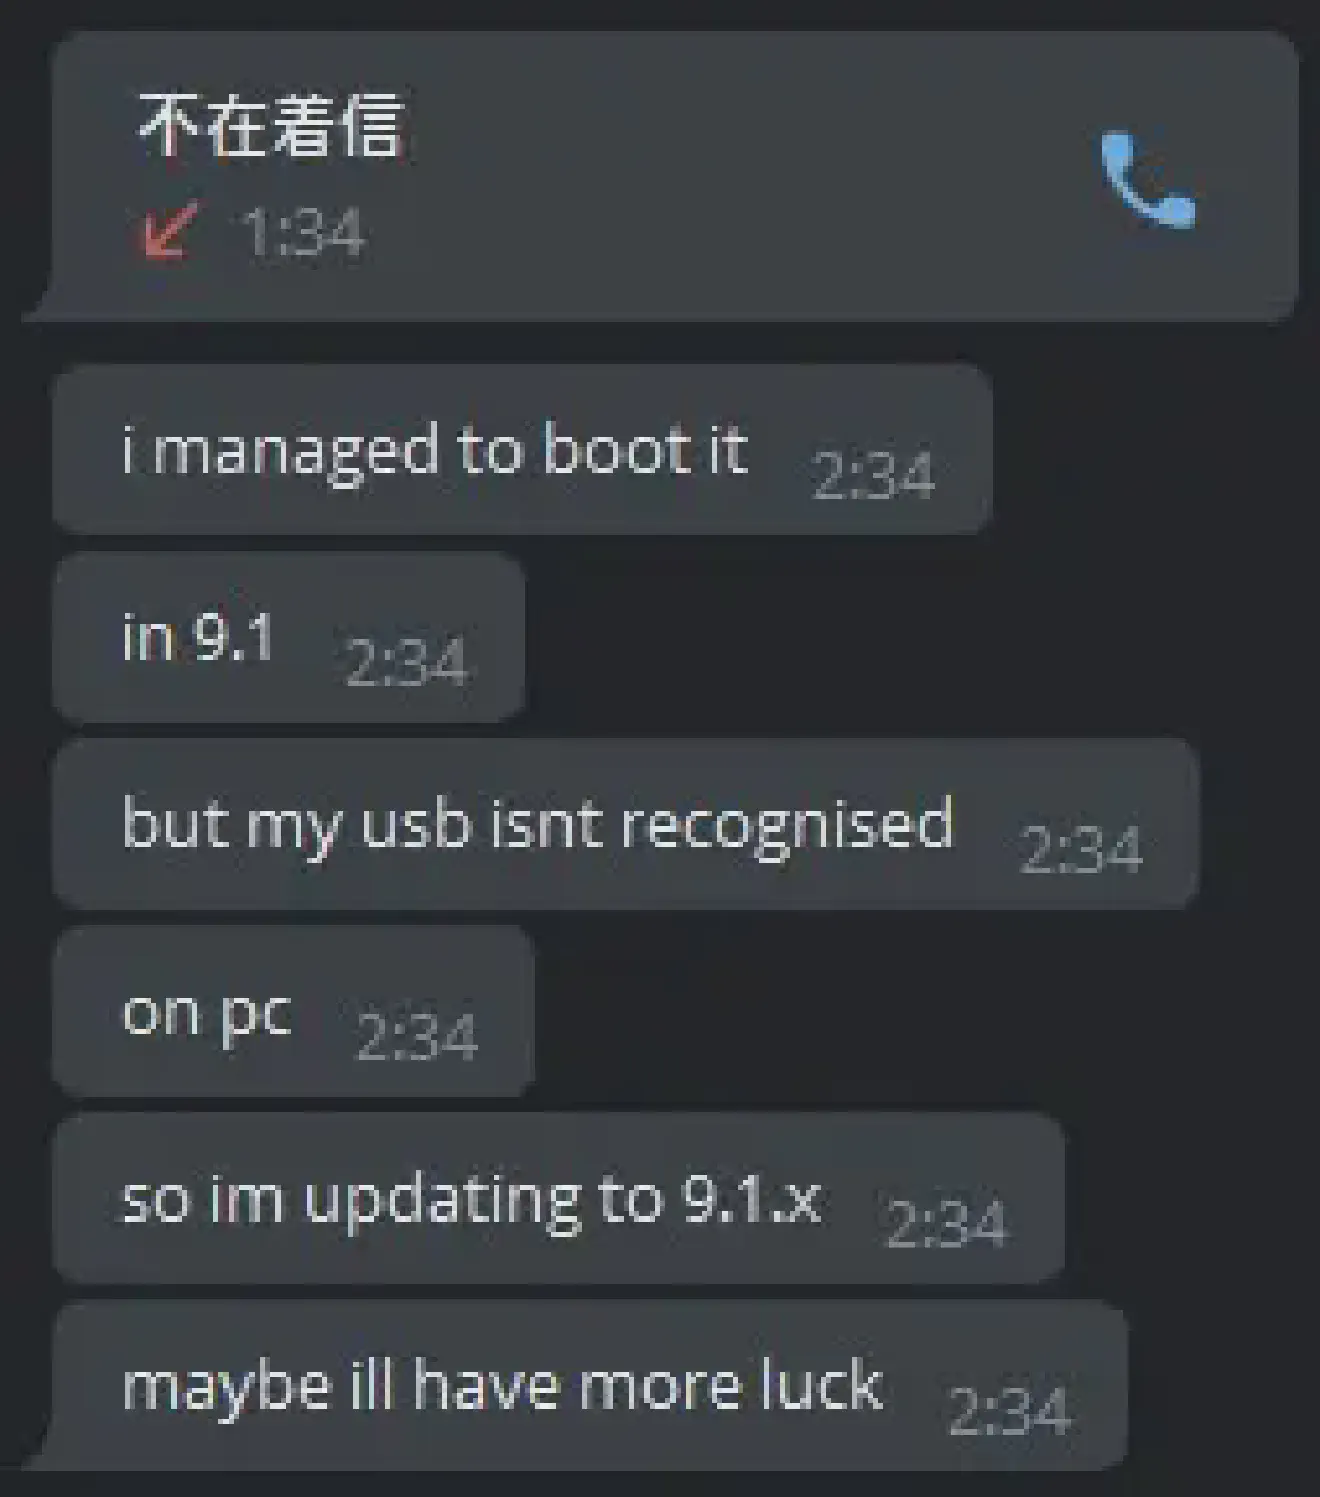 不在着信
1:34
i managed to boot it 2:34
in 9.1 2:34
but my usb isnt recognised 2:34
on pc 2:34
so im updating to 9.1.x 2:34
maybe ill have more luck 2:34